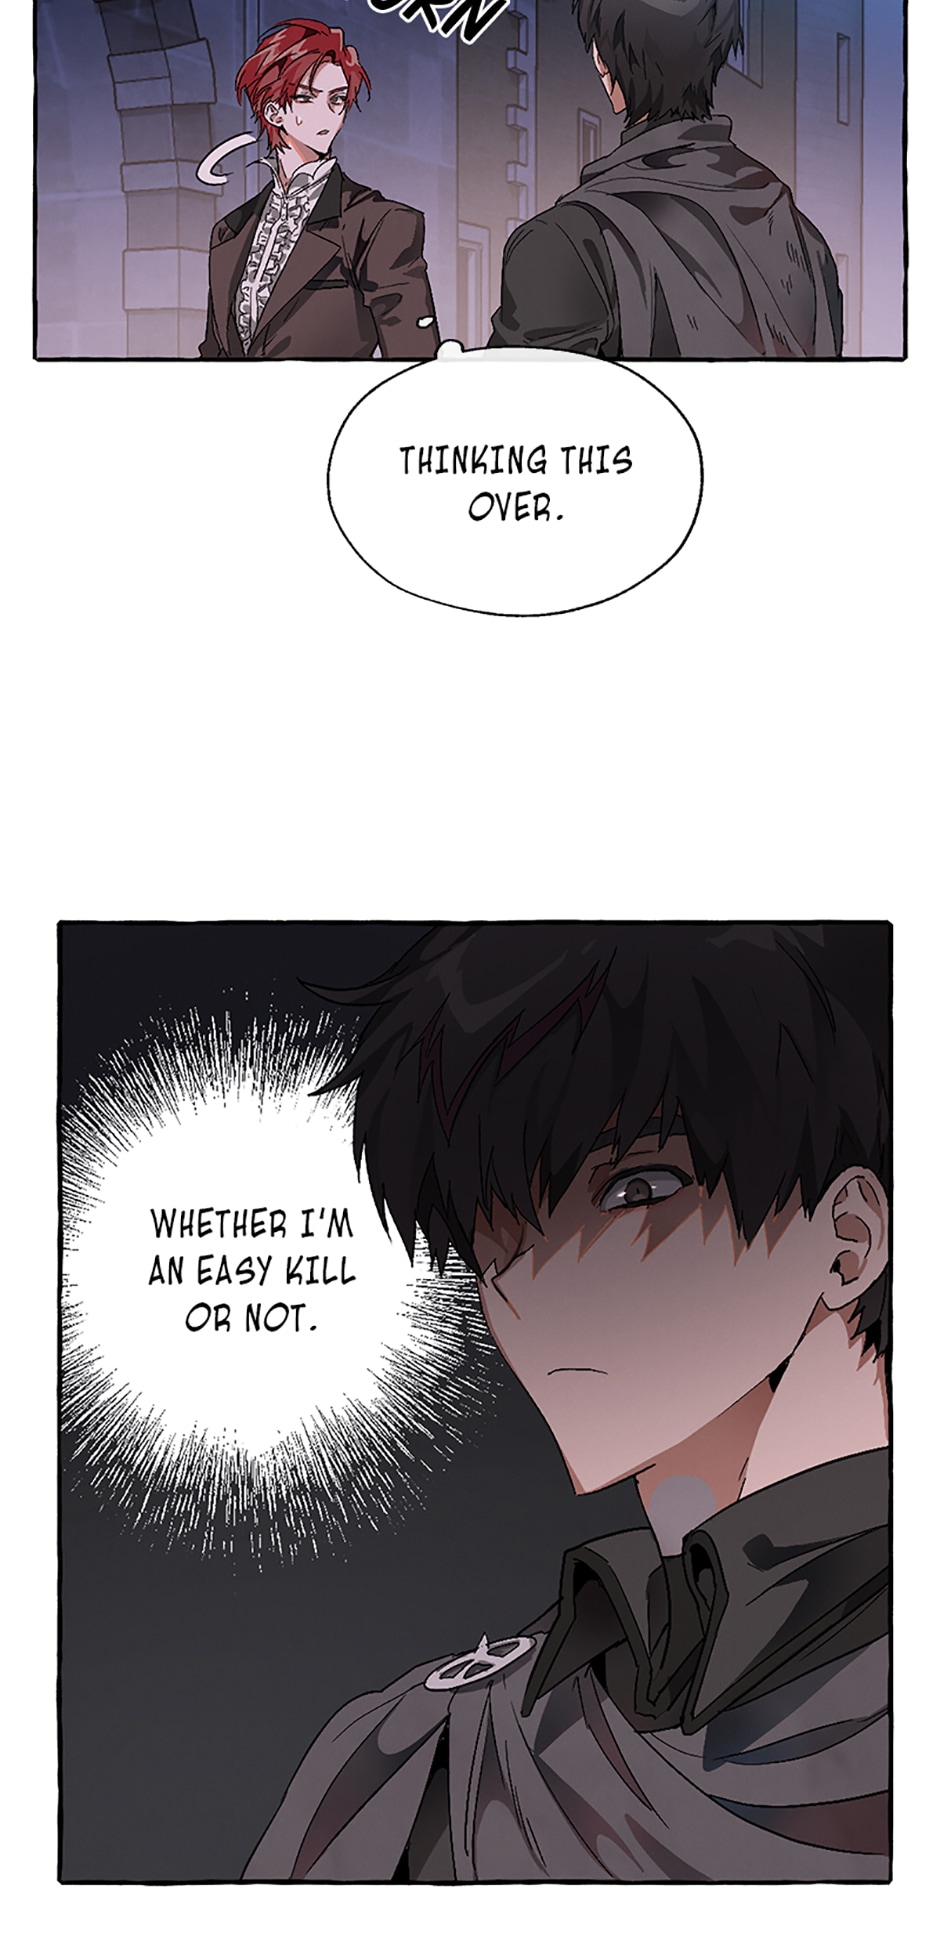 THINKING THIS
OVER.
WHETHER I'M
AN EASY KILL
OR NOT.